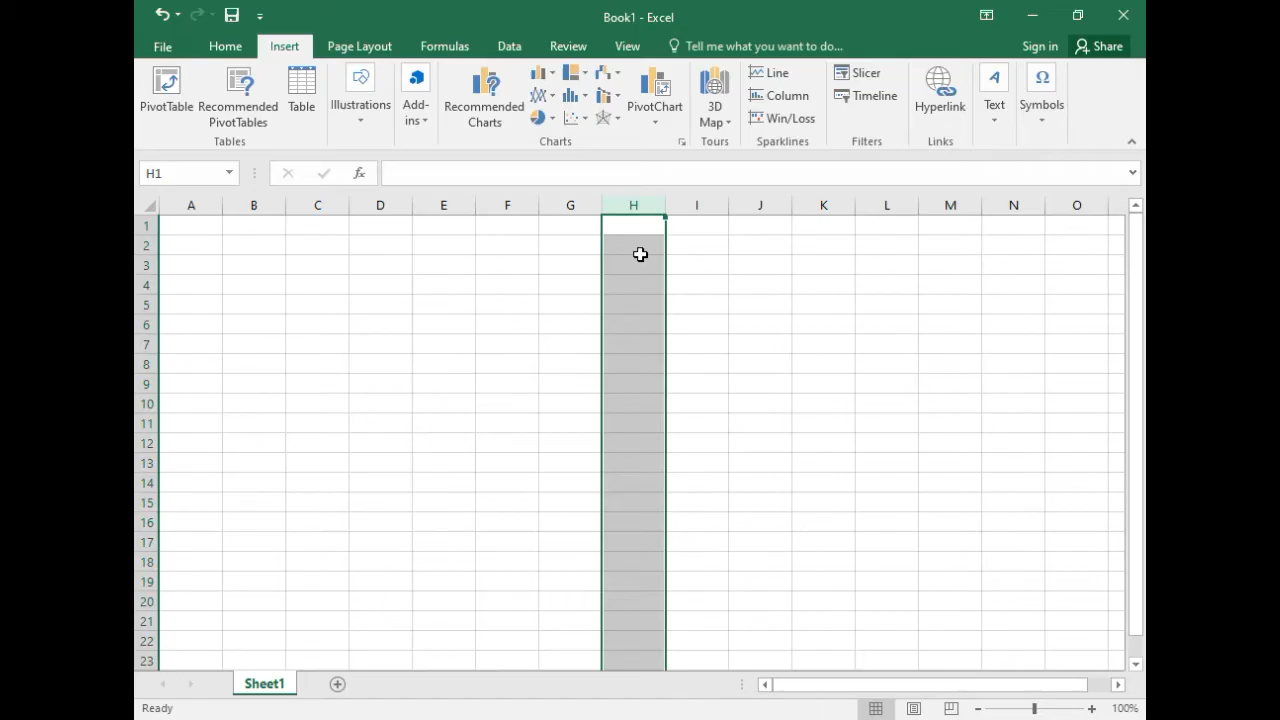 Book1 - Excel
File Home Insert Page Layout Formulas Data Review View Tell me what you want to do... Sign in Share
PivotTable Recommended PivotTables Table Illustrations Add-ins Recommended Charts PivotChart 3D Map Line Column Win/Loss Slicer Timeline Hyperlink Text Symbols
Tables Charts Tours Sparklines Filters Links
H1 fx
A B C D E F G H I J K L M N O
1
2
3
4
5
6
7
8
9
10
11
12
13
14
15
16
17
18
19
20
21
22
23
Sheet1
Ready 100%